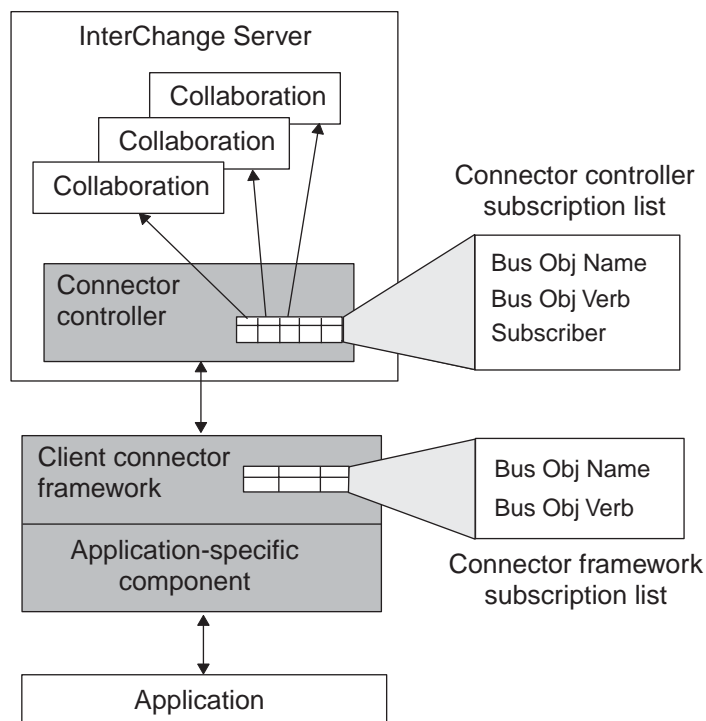 InterChange Server
Collaboration
Collaboration
Collaboration
Connector controller
subscription list
Bus Obj Name
Bus Obj Verb
Subscriber
Connector
controller
Client connector
framework
Bus Obj Name
Bus Obj Verb
Application-specific
component
Connector framework
subscription list
Application